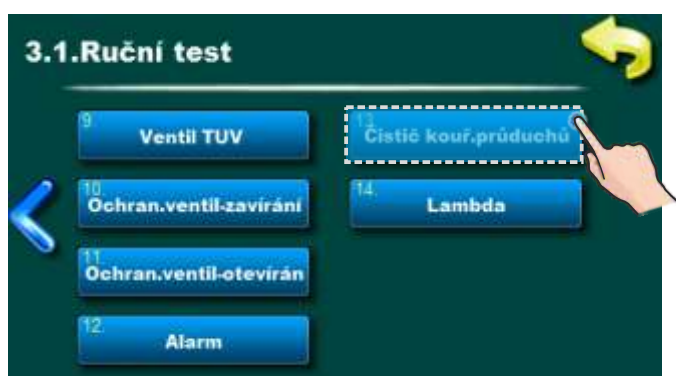 3.1.Ruční test
9.
Ventil TUV
10.
Ochran.ventil-zavírání
11.
Ochran.ventil-otevírán
12.
Alarm
13.
Čistič kouř.průduchů
14.
Lambda